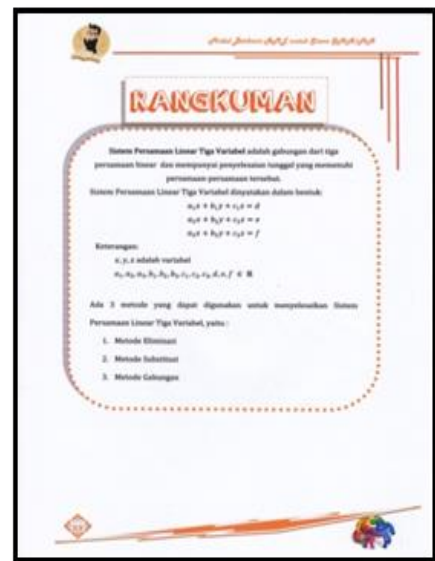 RANGKUMAN
Sistem Persamaan Linear Tiga Variabel adalah gabungan dari tiga
persamaan linear dan mempunyai penyelesaian tunggal yang memenuhi
persamaan-persamaan tersebut.
Sistem Persamaan Linear Tiga Variabel dinyatakan dalam bentuk:
a₁x + b₁y + c₁z = d
a₂x + b₂y + c₂z = e
a₃x + b₃y + c₃z = f
Keterangan:
x, y, z adalah variabel
a₁, a₂, a₃, b₁, b₂, b₃, c₁, c₂, c₃, d, e, f ∈ R
Ada 3 metode yang dapat digunakan untuk menyelesaikan Sistem
Persamaan Linear Tiga Variabel, yaitu :
1. Metode Eliminasi
2. Metode Substitusi
3. Metode Gabungan